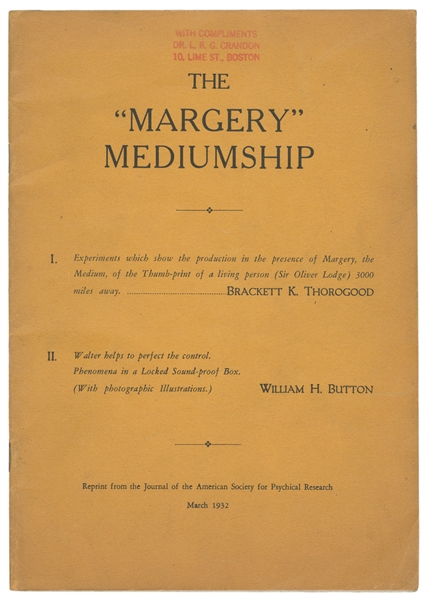 WITH COMPLIMENTS
DR. L. R. G. CRANDON
10, LIME ST., BOSTON
THE
“MARGERY”
MEDIUMSHIP
I. Experiments which show the production in the presence of Margery, the
Medium, of the Thumb-print of a living person (Sir Oliver Lodge) 3000
miles away. ..............................BRACKETT K. THOROGOOD
II. Walter helps to perfect the control.
Phenomena in a Locked Sound-proof Box.
(With photographic Illustrations.) WILLIAM H. BUTTON
Reprint from the Journal of the American Society for Psychical Research
March 1932